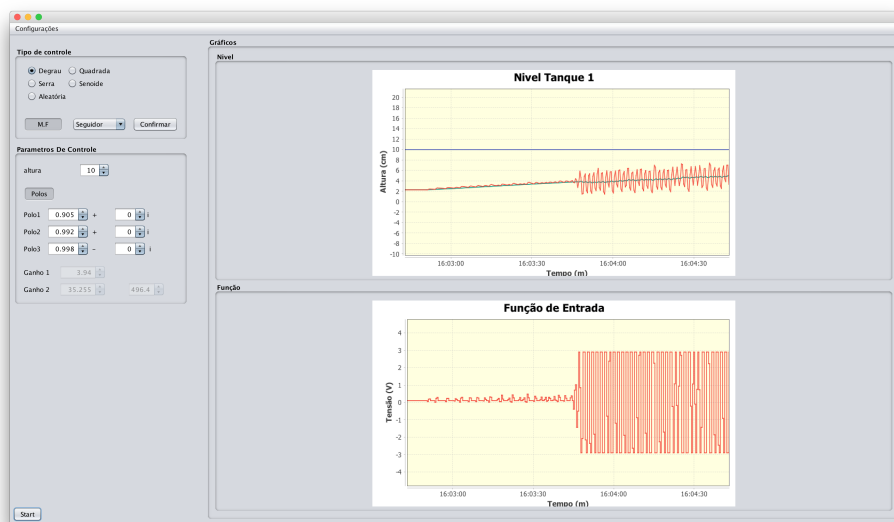 Configurações
Tipo de controle
Degrau Quadrada
Serra Senoide
Aleatória
M.F Seguidor Confirmar
Parametros De Controle
altura 10
Polos
Polo1 0.905 + 0 i
Polo2 0.992 + 0 i
Polo3 0.998 - 0 i
Ganho 1 3.94
Ganho 2 35.255 496.4
Start
Gráficos
Nivel
Nivel Tanque 1
Altura (cm)
20
18
16
14
12
10
8
6
4
2
0
-2
-4
-6
-8
-10
16:03:00 16:03:30 16:04:00 16:04:30
Tempo (m)
Função
Função de Entrada
Tensão (V)
4
3
2
1
0
-1
-2
-3
-4
16:03:00 16:03:30 16:04:00 16:04:30
Tempo (m)